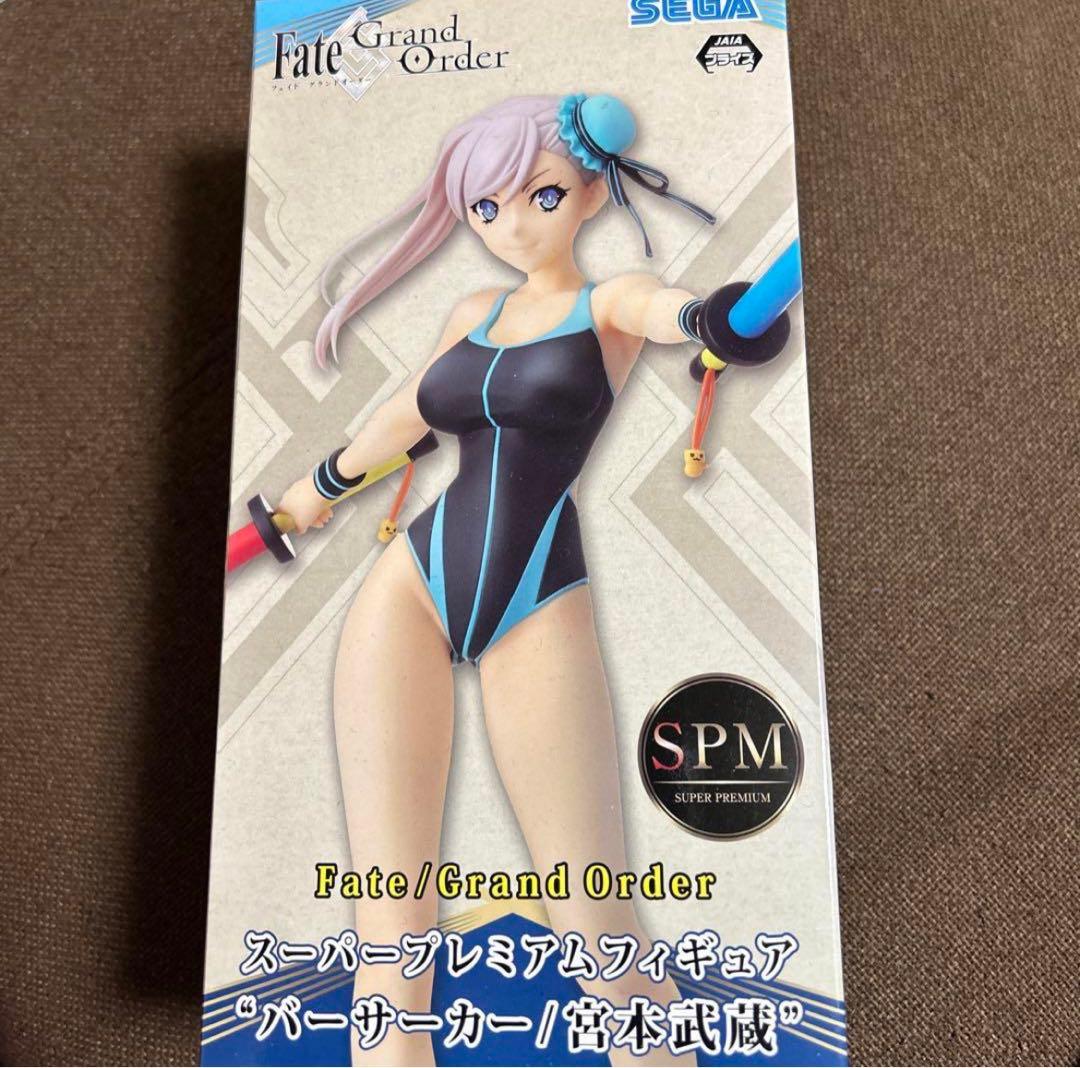 SEGA
Fate Grand
Order
フェイト グランドオーダー
JAIA
プライズ
SPM
SUPER PREMIUM
Fate/Grand Order
スーパープレミアムフィギュア
“バーサーカー/宮本武蔵”